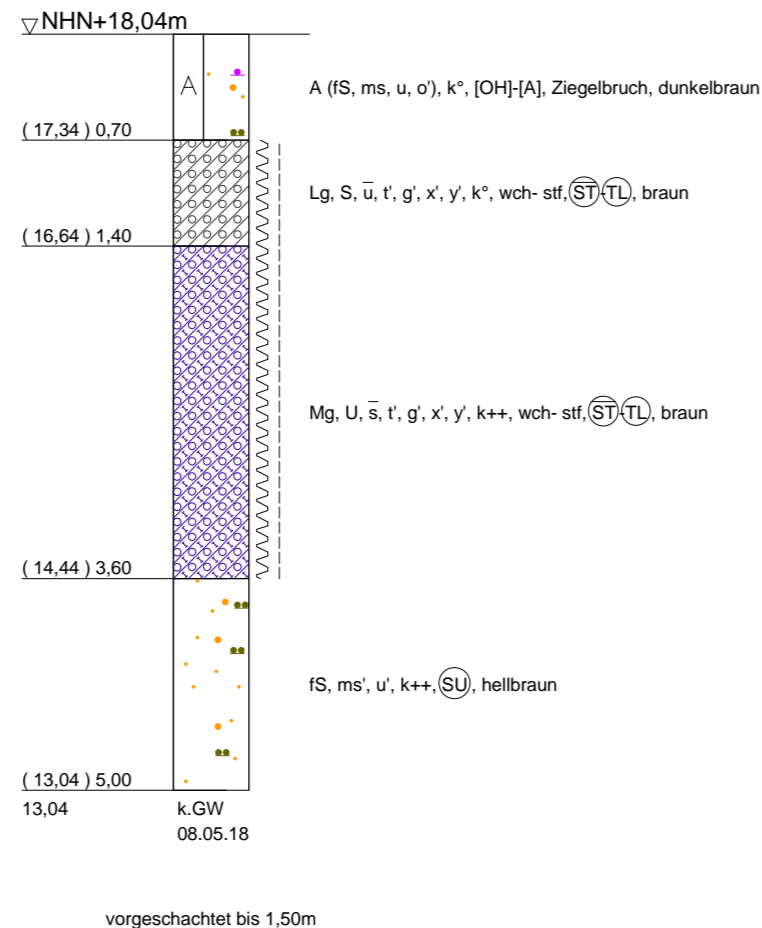 ▽ NHN+18,04m
A
A (fS, ms, u, o'), k°, [OH]-[A], Ziegelbruch, dunkelbraun
( 17,34 ) 0,70
Lg, S, u̅, t', g', x', y', k°, wch- stf, S̅T̅-TL, braun
( 16,64 ) 1,40
Mg, U, s̅, t', g', x', y', k++, wch- stf, S̅T̅-TL, braun
( 14,44 ) 3,60
fS, ms', u', k++, SU, hellbraun
( 13,04 ) 5,00
13,04 k.GW
08.05.18
vorgeschachtet bis 1,50m